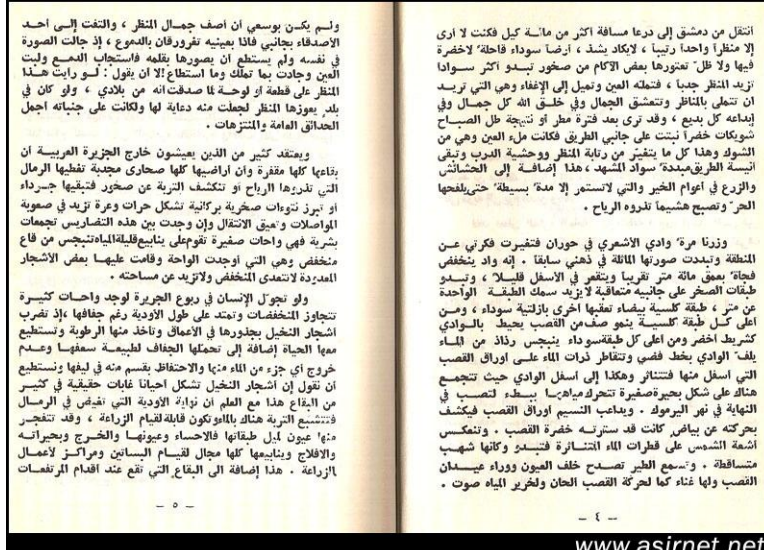 أنتقل من دمشق إلى درعا مسافة أكثر من مائة كيل فكنت لا أرى
إلا منظراً واحداً رتيباً ، لايكاد يشذ ، أرضاً سوداء قاحلة لاخضرة
فيها ولا ظل تعتورها بعض الآكام من صخور تبدو أكثر سوادا
تزيد المنظر جدباً ، فتمله العين وتميل إلى الإغفاء وهي التي تريد
أن تتملى بالمناظر وتتعشق الجمال وفي خلق الله كل جمال وفي
إبداعه كل بديع ، وقد ترى بعد فترة مطر أو نتيجة طل الصباح
شويكات خضراً نبتت على جانبي الطريق فكانت ملء العين وهي من
الشوك وهذا كل ما يتغير من رتابة المنظر ووحشية الدرب وتبقى
أنيسة الطريق مبددة سواد المشهد ، هذا إضافة إلى الحشائش
والزرع في أعوام الخير والتي لاتستمر إلا مدة بسيطة حتى يلفحها
الحر وتصبح هشيماً تذروه الرياح .
وزرنا مرة وادي الأشعري في حوران فتغيرت فكرتي عن
المنطقة وتبددت صورتها الماثلة في ذهني سابقا . إنه واد ينخفض
فجأة بعمق مائة متر تقريباً ويتقعر في الأسفل قليلا ، وتبدو
طبقات الصخر على جانبيه متعاقبة لايزيد سمك الطبقة الواحدة
عن متر ، طبقة كلسية بيضاء تعقبها أخرى بازلتية سوداء ، ومن
أعلى كل طبقة كلسية ينمو صف من القصب يحيط بالوادي
كشريط أخضر ومن أعلى كل طبقة سوداء ينبجس رذاذ من الماء
يلف الوادي بخط فضي وتتقاطر ذرات الماء على أوراق القصب
التي أسفل منها فتتناثر وهكذا إلى أسفل الوادي حيث تتجمع
هناك على شكل بحيرة صغيرة تتحرك مياهها ببطء لتصب في
النهاية في نهر اليرموك . ويداعب النسيم أوراق القصب فيكشف
بحركته عن بياض كانت قد سترته خضرة القصب . وتنعكس
أشعة الشمس على قطرات الماء المتناثرة فتبدو وكأنها شهب
متساقطة . وتسمع الطير تصدح خلف العيون ووراء عيدان
القصب ولها غناء كما لحركة القصب ألحان ولخرير المياه صوت .
— ٤ —
ولم يكن بوسعي أن أصف جمال المنظر ، والتفت إلى أحد
الأصدقاء بجانبي فاذا بعينيه تغرورقان بالدموع ، إذ جالت الصورة
في نفسه ولم يستطع أن يصورها بقلمه فاستجاب الدمع ولبت
العين وجادت بما تملك وما استطاع إلا أن يقول : لو رأيت هذا
المنظر على قطعة أو لوحة لما صدقت أنه من بلادي ، ولو كان في
بلد يعوزها المنظر لجعلت منه دعاية لها ولكانت على جنباته أجمل
الحدائق العامة والمنتزهات .
ويعتقد كثير من الذين يعيشون خارج الجزيرة العربية أن
بقاعها كلها مقفرة وأن أراضيها كلها صحارى مجدبة تغطيها الرمال
التي تذروها الرياح أو تنكشف التربة عن صخور فتبقيها جرداء
أو تبرز نتوءات صخرية بركانية تشكل حرات وعرة تزيد في صعوبة
المواصلات وتعيق الانتقال وإن وجدت بين هذه التضاريس تجمعات
بشرية فهي واحات صغيرة تقوم على ينابيع قليلة المياه تنبجس من قاع
منخفض وهي التي أوجدت الواحة وقامت عليها بعض الأشجار
المعدودة لاتتعدى المنخفض ولاتزيد عن مساحته .
ولو تجول الإنسان في ربوع الجزيرة لوجد واحات كثيرة
تتجاوز المنخفضات وتمتد على طول الأودية رغم جفافها ، إذ تضرب
أشجار النخيل بجذورها في الأعماق وتأخذ منها الرطوبة وتستطيع
معها الحياة إضافة إلى تحملها الجفاف لطبيعة سعفها وعدم
خروج أي جزء من الماء منها والاحتفاظ بقسم منه في ليفها ونستطيع
أن نقول إن أشجار النخيل تشكل أحيانا غابات حقيقية في كثير
من البقاع هذا مع العلم أن نهاية الأودية التي تغيض في الرمال
فتتشبع التربة هناك بالماء وتكون قابلة لقيام الزراعة ، وقد تتفجر
منها عيون لميل طبقاتها فالأحساء وعيونها والخرج وبحيراته
والأفلاج وينابيعها كلها مجال لقيام البساتين ومراكز لأعمال
الزراعة . هذا إضافة الى البقاع التي تقع عند أقدام المرتفعات
— ٥ —
www.asirnet.net